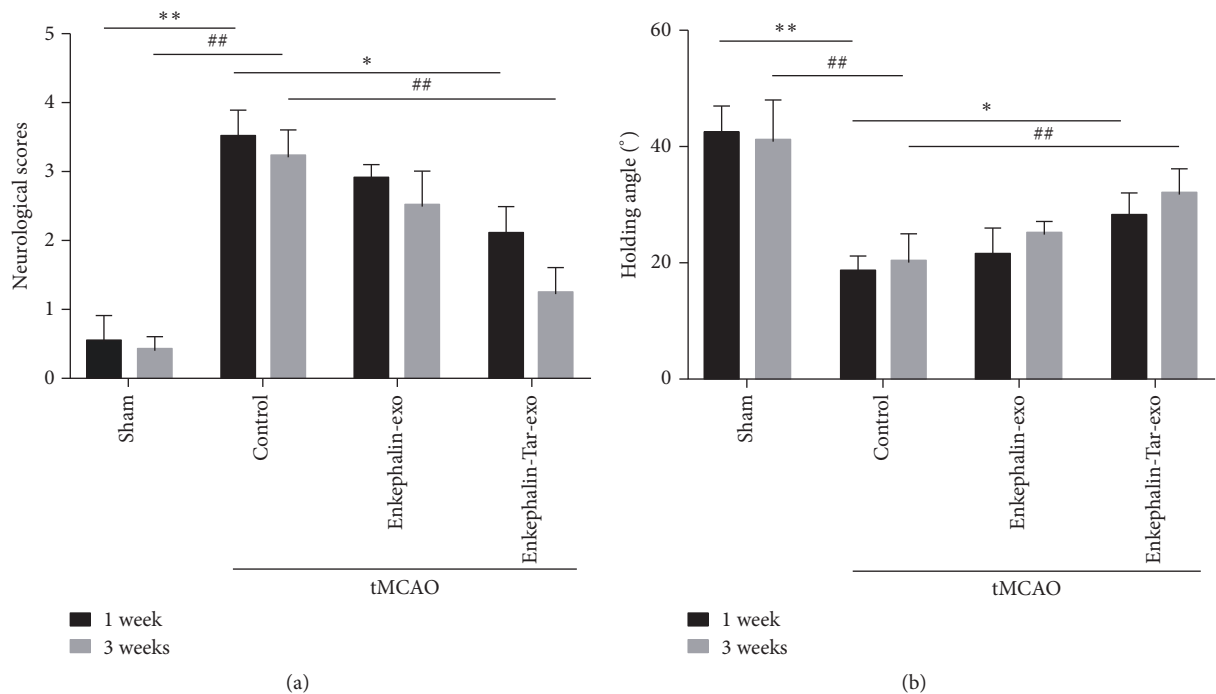 Neurological scores
5
4
3
2
1
0
**
##
*
##
Sham
Control
Enkephalin-exo
Enkephalin-Tar-exo
tMCAO
1 week
3 weeks
(a)
Holding angle (°)
60
40
20
0
**
##
*
##
Sham
Control
Enkephalin-exo
Enkephalin-Tar-exo
tMCAO
1 week
3 weeks
(b)